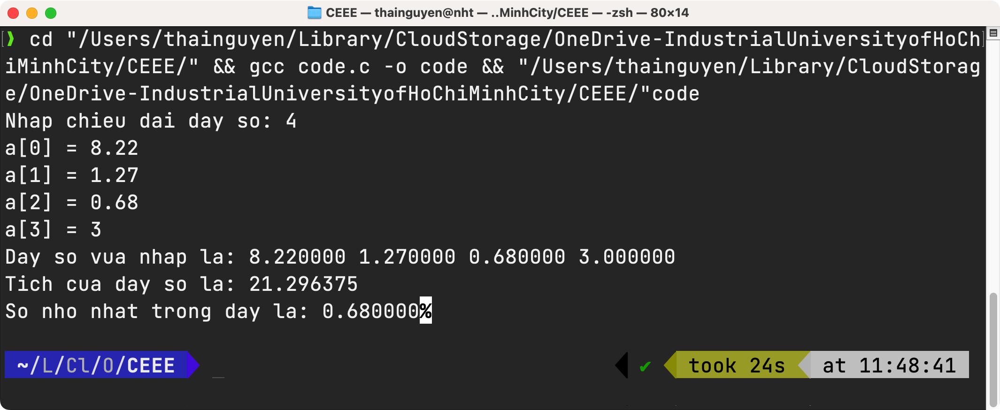 CEEE — thainguyen@nht — ..MinhCity/CEEE — -zsh — 80×14
❯ cd "/Users/thainguyen/Library/CloudStorage/OneDrive-IndustrialUniversityofHoCh
iMinhCity/CEEE/" && gcc code.c -o code && "/Users/thainguyen/Library/CloudStorag
e/OneDrive-IndustrialUniversityofHoChiMinhCity/CEEE/"code
Nhap chieu dai day so: 4
a[0] = 8.22
a[1] = 1.27
a[2] = 0.68
a[3] = 3
Day so vua nhap la: 8.220000 1.270000 0.680000 3.000000
Tich cua day so la: 21.296375
So nho nhat trong day la: 0.680000%
~/L/Cl/O/CEEE _ ✔ took 24s at 11:48:41